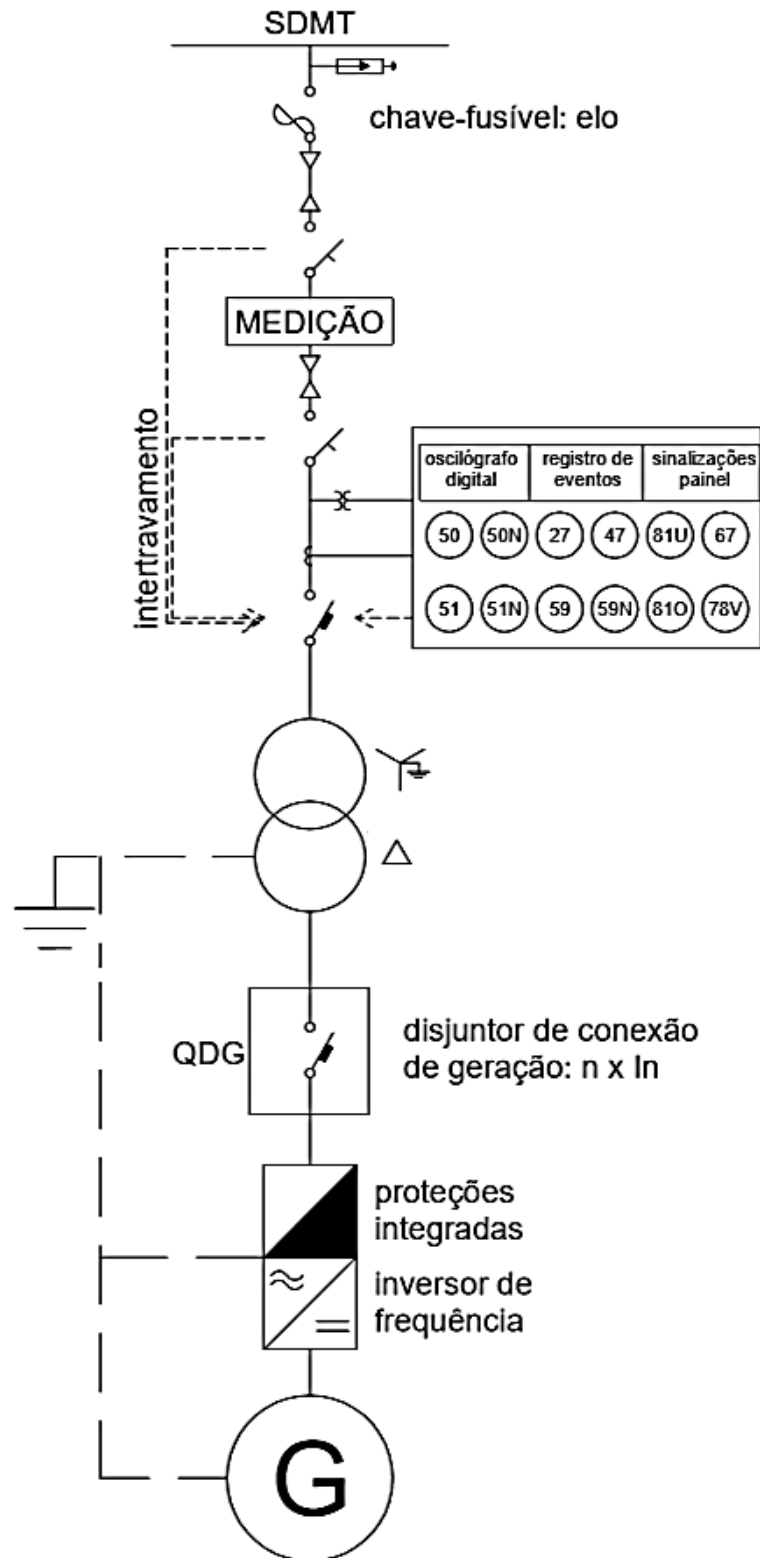 SDMT
chave-fusível: elo
MEDIÇÃO
intertravamento
oscilógrafo
digital
registro de
eventos
sinalizações
painel
50 50N 27 47 81U 67
51 51N 59 59N 81O 78V
QDG
disjuntor de conexão
de geração: n x In
proteções
integradas
inversor de
frequência
G